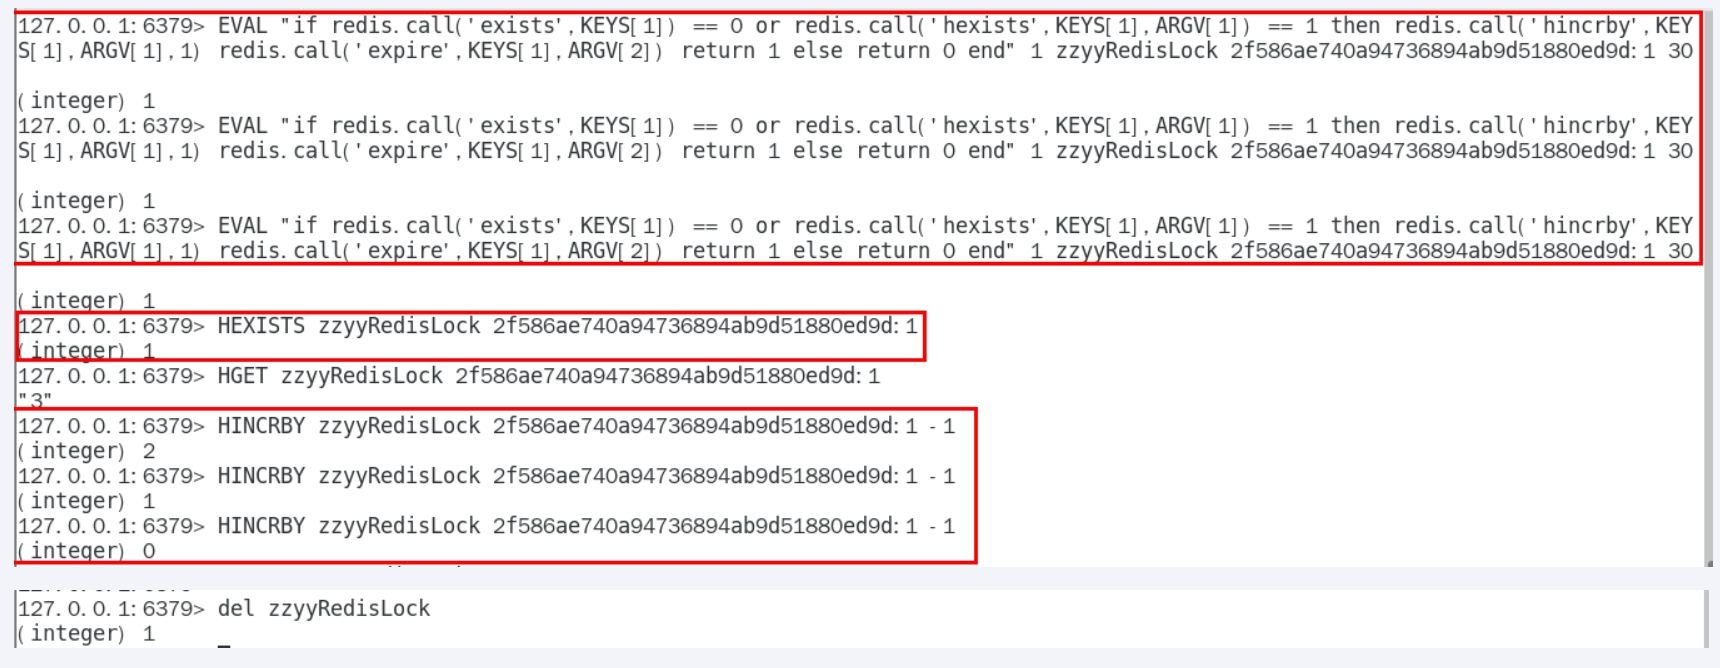 127.0.0.1:6379> EVAL "if redis.call('exists',KEYS[1]) == 0 or redis.call('hexists',KEYS[1],ARGV[1]) == 1 then redis.call('hincrby',KEY
S[1],ARGV[1],1) redis.call('expire',KEYS[1],ARGV[2]) return 1 else return 0 end" 1 zzyyRedisLock 2f586ae740a94736894ab9d51880ed9d:1 30
(integer) 1
127.0.0.1:6379> EVAL "if redis.call('exists',KEYS[1]) == 0 or redis.call('hexists',KEYS[1],ARGV[1]) == 1 then redis.call('hincrby',KEY
S[1],ARGV[1],1) redis.call('expire',KEYS[1],ARGV[2]) return 1 else return 0 end" 1 zzyyRedisLock 2f586ae740a94736894ab9d51880ed9d:1 30
(integer) 1
127.0.0.1:6379> EVAL "if redis.call('exists',KEYS[1]) == 0 or redis.call('hexists',KEYS[1],ARGV[1]) == 1 then redis.call('hincrby',KEY
S[1],ARGV[1],1) redis.call('expire',KEYS[1],ARGV[2]) return 1 else return 0 end" 1 zzyyRedisLock 2f586ae740a94736894ab9d51880ed9d:1 30
(integer) 1
127.0.0.1:6379> HEXISTS zzyyRedisLock 2f586ae740a94736894ab9d51880ed9d:1
(integer) 1
127.0.0.1:6379> HGET zzyyRedisLock 2f586ae740a94736894ab9d51880ed9d:1
"3"
127.0.0.1:6379> HINCRBY zzyyRedisLock 2f586ae740a94736894ab9d51880ed9d:1 -1
(integer) 2
127.0.0.1:6379> HINCRBY zzyyRedisLock 2f586ae740a94736894ab9d51880ed9d:1 -1
(integer) 1
127.0.0.1:6379> HINCRBY zzyyRedisLock 2f586ae740a94736894ab9d51880ed9d:1 -1
(integer) 0
127.0.0.1:6379> del zzyyRedisLock
(integer) 1